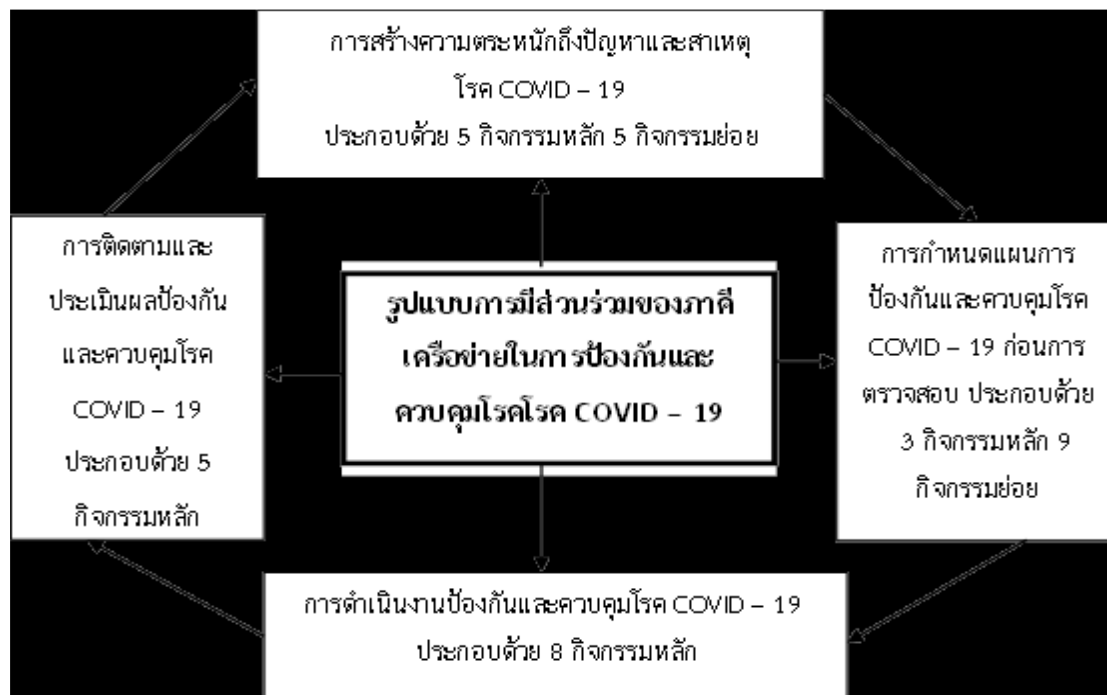 การสร้างความตระหนักถึงปัญหาและสาเหตุ
โรค COVID – 19
ประกอบด้วย 5 กิจกรรมหลัก 5 กิจกรรมย่อย
การติดตามและ
ประเมินผลป้องกัน
และควบคุมโรค
COVID – 19
ประกอบด้วย 5
กิจกรรมหลัก
รูปแบบการมีส่วนร่วมของภาคี
เครือข่ายในการป้องกันและ
ควบคุมโรคโรค COVID – 19
การกำหนดแผนการ
ป้องกันและควบคุมโรค
COVID – 19 ก่อนการ
ตรวจสอบ ประกอบด้วย
3 กิจกรรมหลัก 9
กิจกรรมย่อย
การดำเนินงานป้องกันและควบคุมโรค COVID – 19
ประกอบด้วย 8 กิจกรรมหลัก